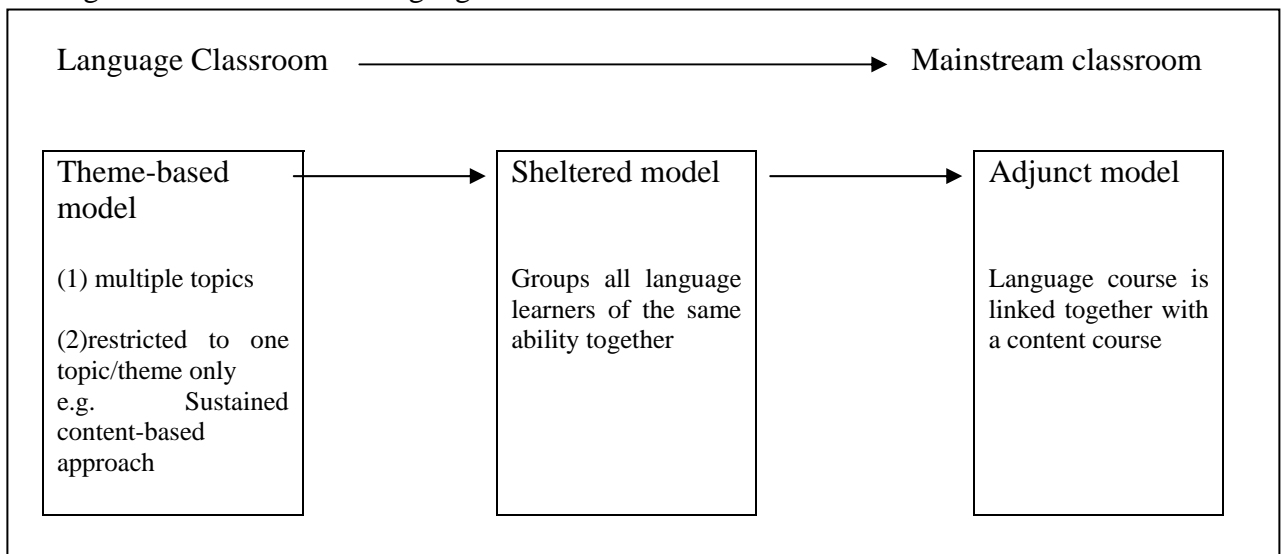 Language Classroom
Mainstream classroom
Theme-based
model
(1) multiple topics
(2)restricted to one
topic/theme only
e.g. Sustained
content-based
approach
Sheltered model
Groups all language
learners of the same
ability together
Adjunct model
Language course is
linked together with
a content course